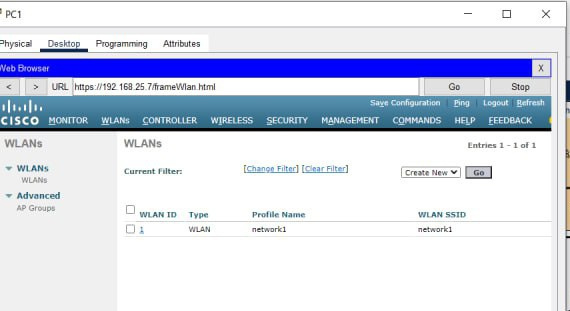 PC1
Physical Desktop Programming Attributes
Web Browser X
< > URL https://192.168.25.7/frameWlan.html Go Stop
Save Configuration Ping Logout Refresh
CISCO MONITOR WLANs CONTROLLER WIRELESS SECURITY MANAGEMENT COMMANDS HELP FEEDBACK
WLANs
WLANs
WLANs
Advanced
AP Groups
WLANs Entries 1 - 1 of 1
Current Filter: [Change Filter] [Clear Filter] Create New Go
WLAN ID Type Profile Name WLAN SSID
1 WLAN network1 network1